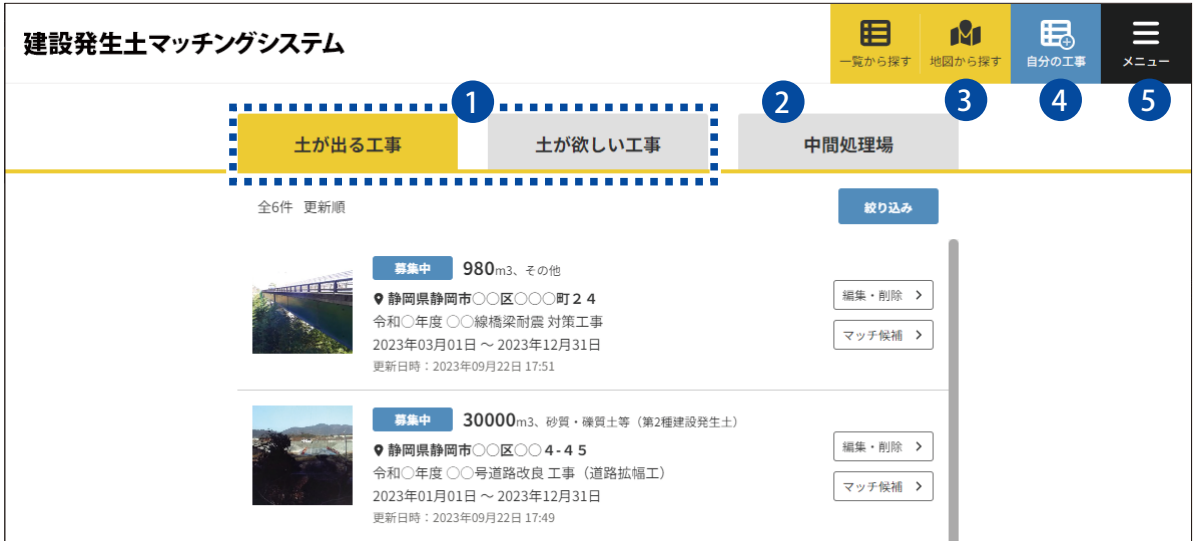 建設発生土マッチングシステム
一覧から探す
地図から探す
自分の工事
メニュー
1
2
3
4
5
土が出る工事
土が欲しい工事
中間処理場
全6件 更新順
絞り込み
募集中 980m3、その他
静岡県静岡市○○区○○○町２４
令和○年度 ○○線橋梁耐震 対策工事
2023年03月01日 ～ 2023年12月31日
更新日時：2023年09月22日 17:51
編集・削除
マッチ候補
募集中 30000m3、砂質・礫質土等（第2種建設発生土）
静岡県静岡市○○区○○４-４５
令和○年度 ○○号道路改良 工事（道路拡幅工）
2023年01月01日 ～ 2023年12月31日
更新日時：2023年09月22日 17:49
編集・削除
マッチ候補